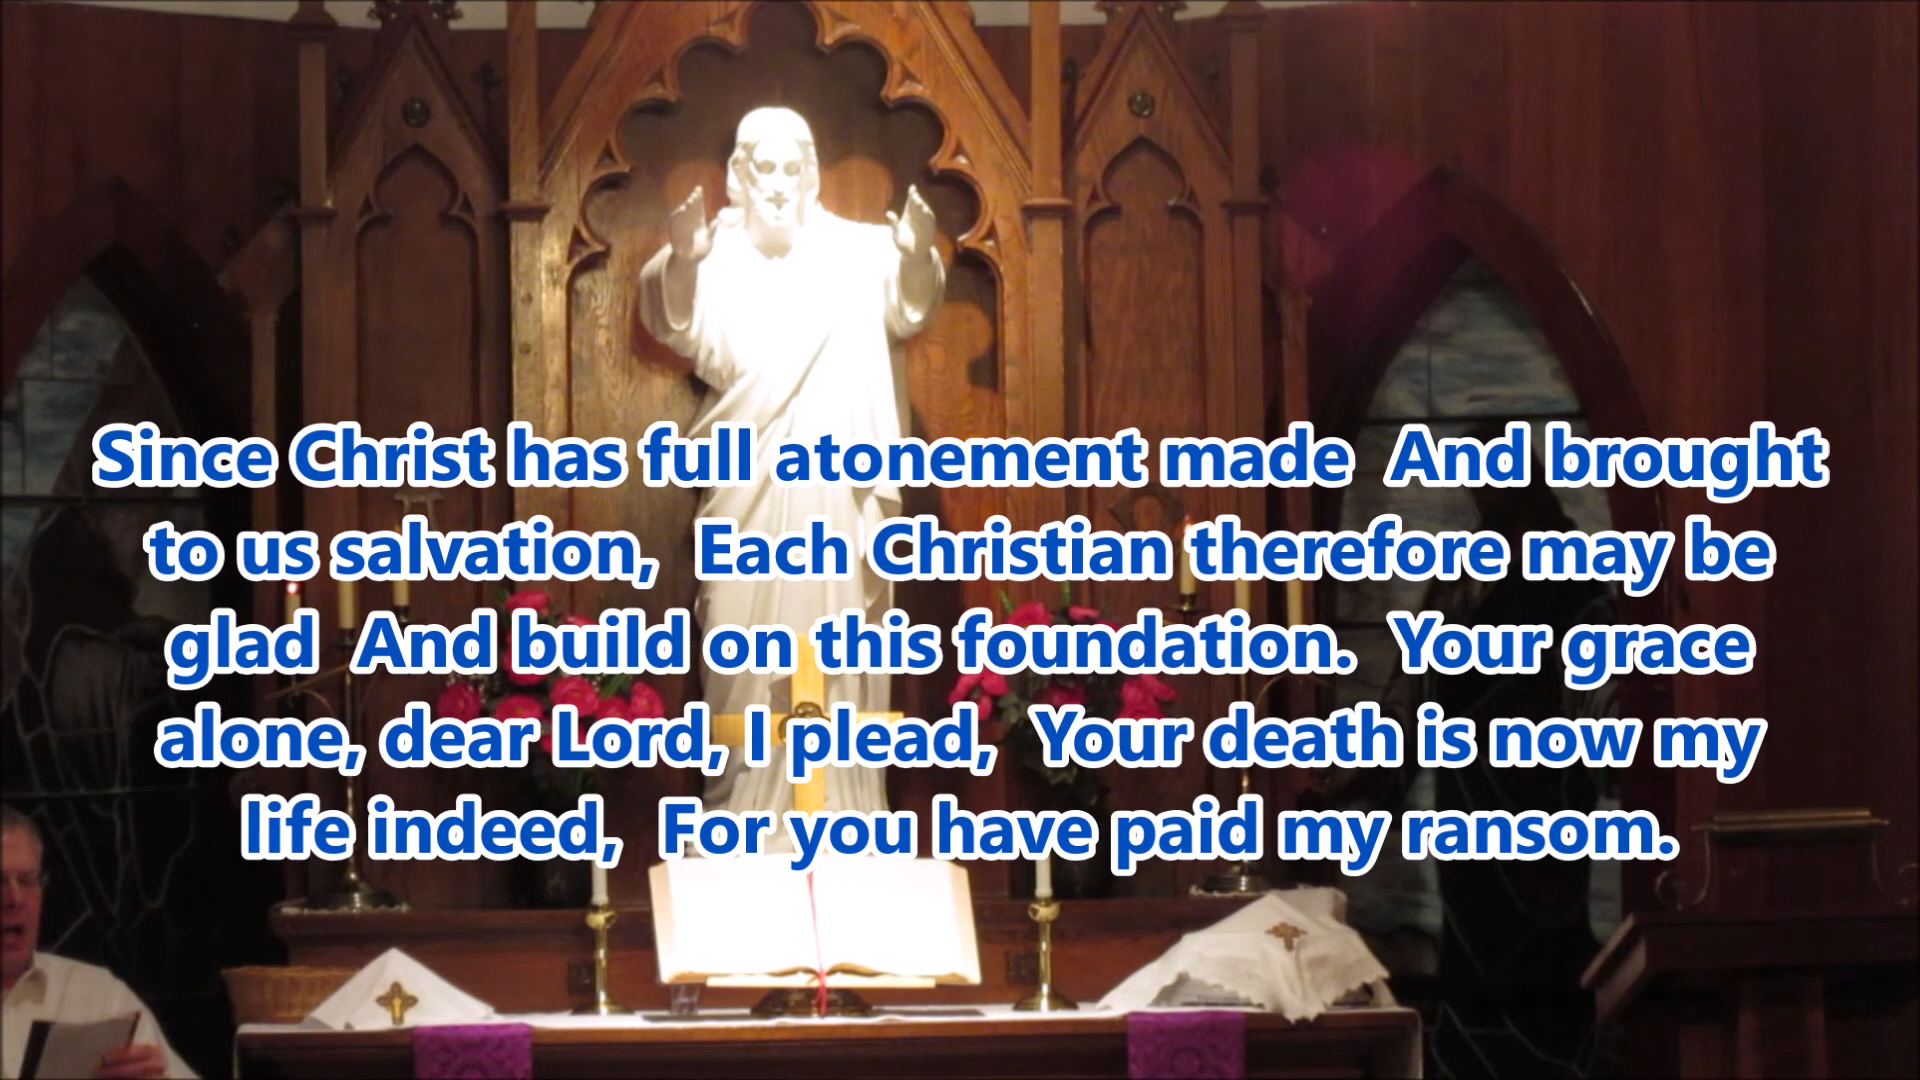 Since Christ has full atonement made  And brought
to us salvation,  Each Christian therefore may be
glad  And build on this foundation.  Your grace
alone, dear Lord, I plead,  Your death is now my
life indeed,  For you have paid my ransom.